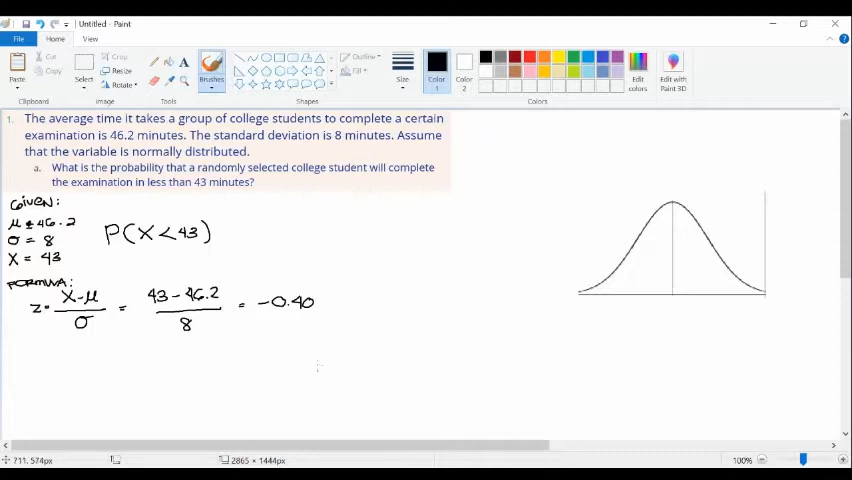 Untitled - Paint
File
Home
View
Paste
Cut
Copy
Clipboard
Select
Crop
Resize
Rotate
Image
Tools
Brushes
Shapes
Outline
Fill
Size
Color 1
Color 2
Colors
Edit colors
Edit with Paint 3D
1. The average time it takes a group of college students to complete a certain
examination is 46.2 minutes. The standard deviation is 8 minutes. Assume
that the variable is normally distributed.
a. What is the probability that a randomly selected college student will complete
the examination in less than 43 minutes?
GIVEN:
μ = 46.2
σ = 8
X = 43
P(X < 43)
FORMULA:
z = X-μ / σ = 43-46.2 / 8 = -0.40
711, 574px
2865 × 1444px
100%